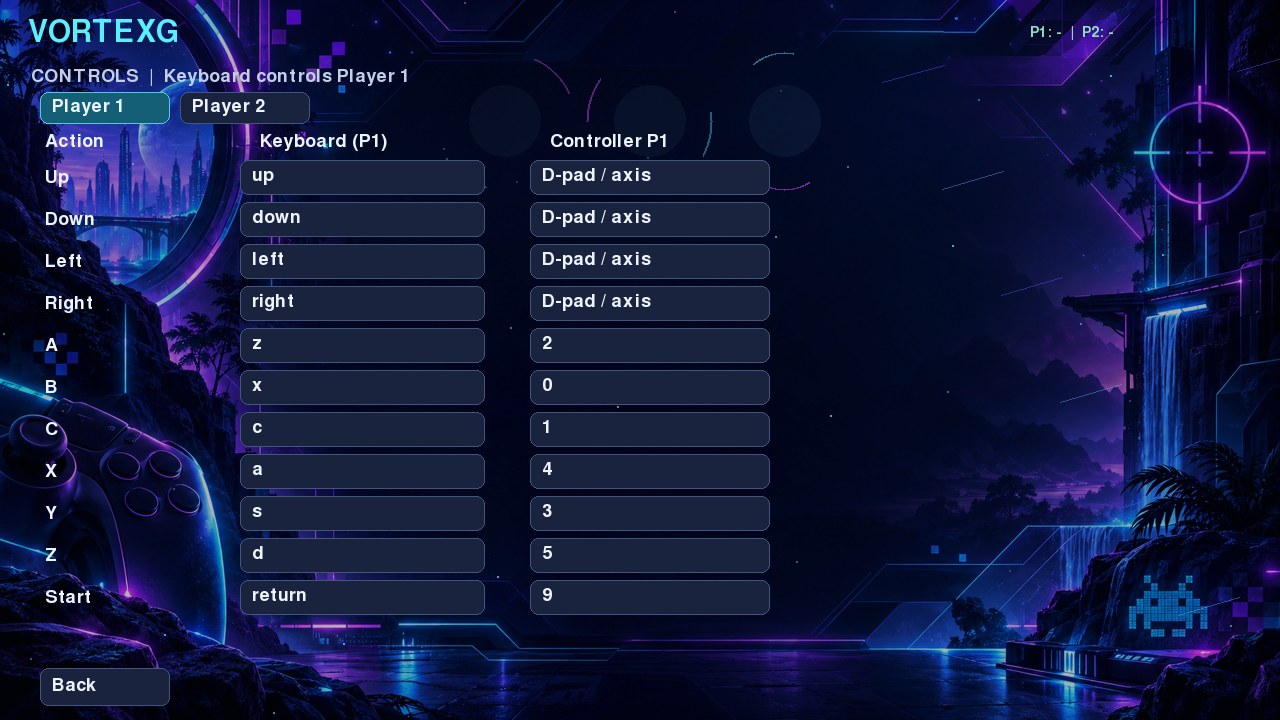 VORTEXG
P1: - | P2: -
CONTROLS | Keyboard controls Player 1
Player 1 Player 2
Action Keyboard (P1) Controller P1
Up up D-pad / axis
Down down D-pad / axis
Left left D-pad / axis
Right right D-pad / axis
A z 2
B x 0
C c 1
X a 4
Y s 3
Z d 5
Start return 9
Back